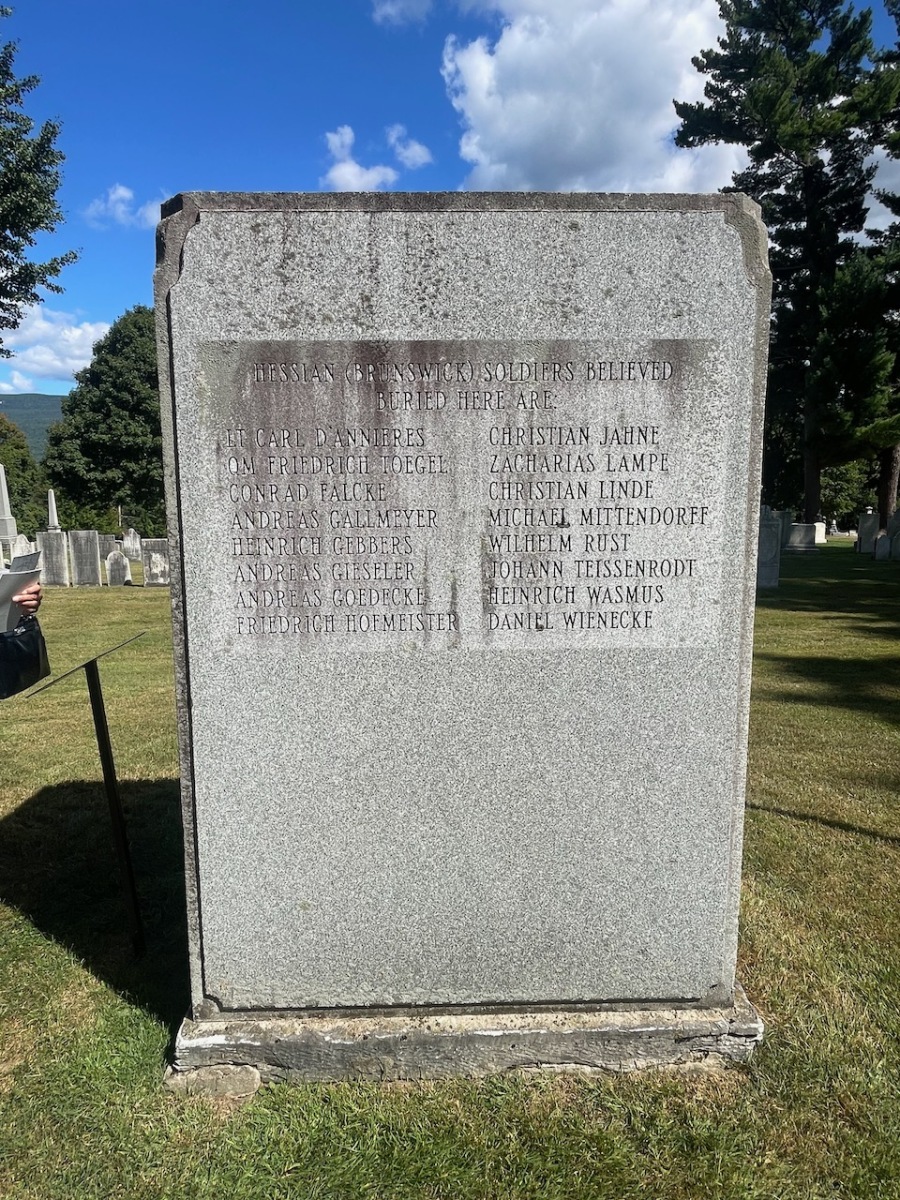 HESSIAN (BRUNSWICK) SOLDIERS BELIEVED
BURIED HERE ARE:
LT CARL D'ANNIERES
QM FRIEDRICH TOEGEL
CONRAD FALCKE
ANDREAS GALLMEYER
HEINRICH GEBBERS
ANDREAS GIESELER
ANDREAS GOEDECKE
FRIEDRICH HOFMEISTER
CHRISTIAN JAHNE
ZACHARIAS LAMPE
CHRISTIAN LINDE
MICHAEL MITTENDORFF
WILHELM RUST
JOHANN TEISSENRODT
HEINRICH WASMUS
DANIEL WIENECKE